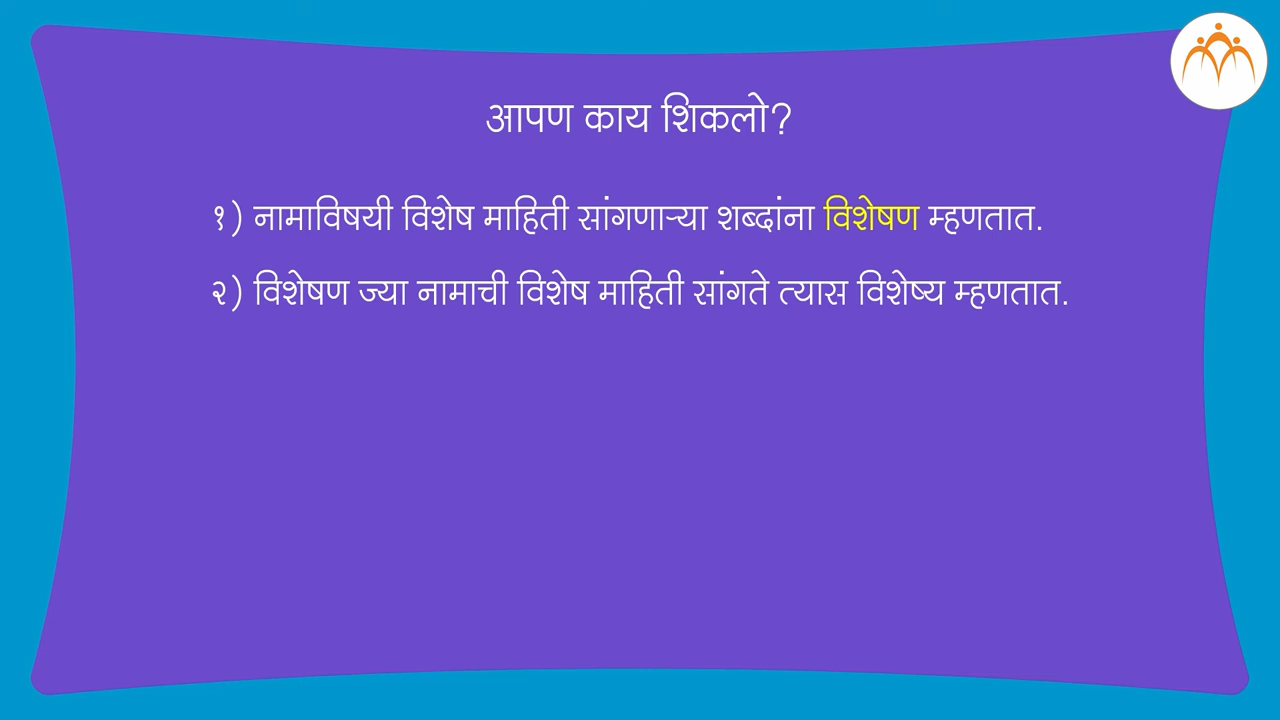 आपण काय शिकलो?
१) नामाविषयी विशेष माहिती सांगणाऱ्या शब्दांना विशेषण म्हणतात.
२) विशेषण ज्या नामाची विशेष माहिती सांगते त्यास विशेष्य म्हणतात.